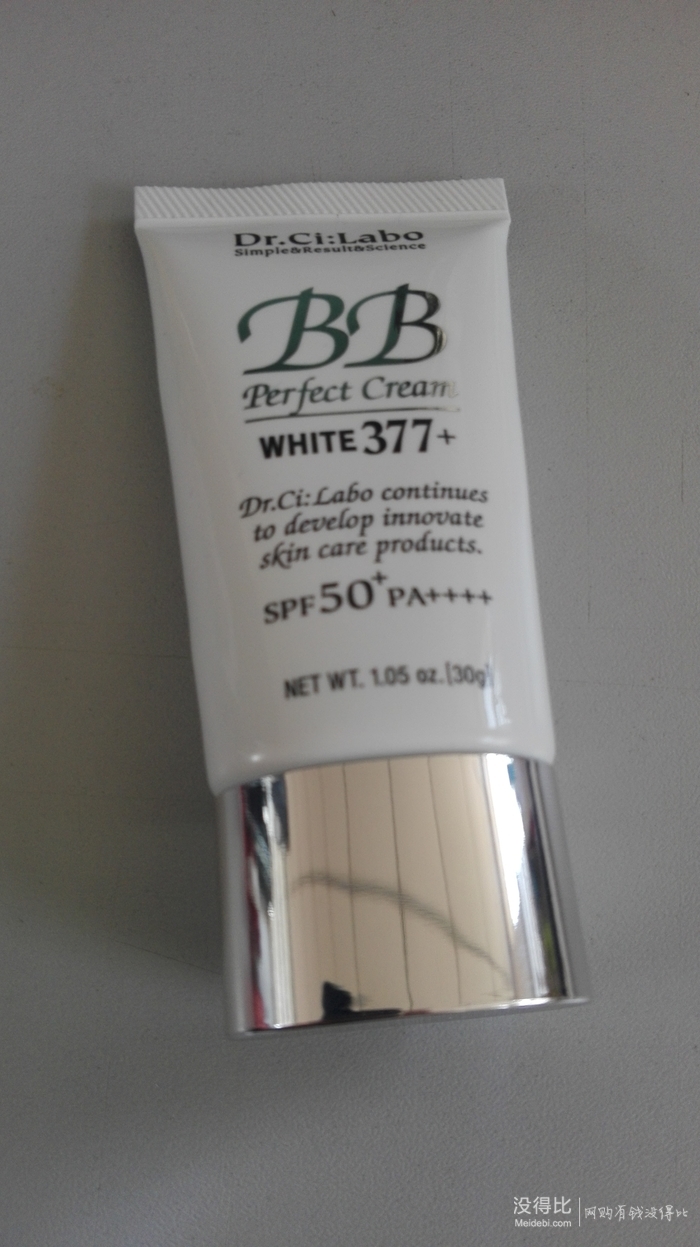 Dr.Ci:Labo
Simple&Result&Science
BB
Perfect Cream
WHITE 377+
Dr.Ci:Labo continues
to develop innovate
skin care products.
SPF50+ PA++++
NET WT. 1.05 oz.[30g]
没得比
Meidebi.com
网购有钱没得比